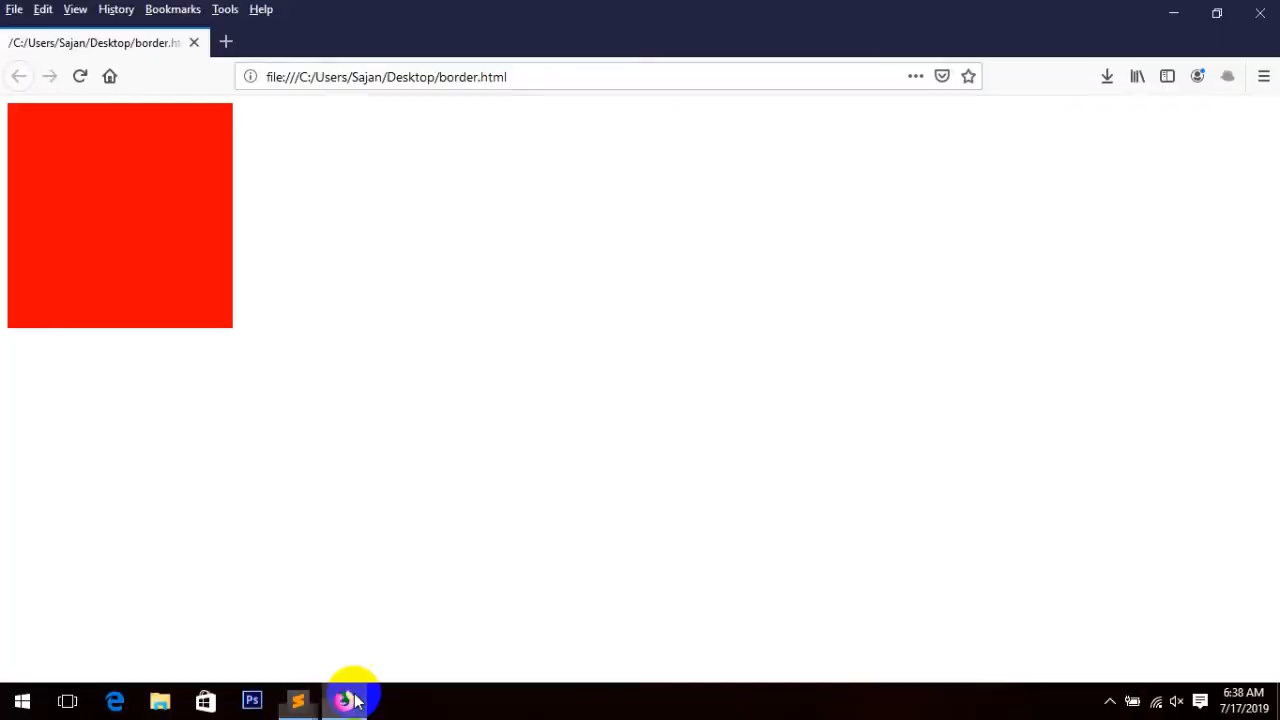 File Edit View History Bookmarks Tools Help
/C:/Users/Sajan/Desktop/border.ht
file:///C:/Users/Sajan/Desktop/border.html
Ps
6:38 AM
7/17/2019